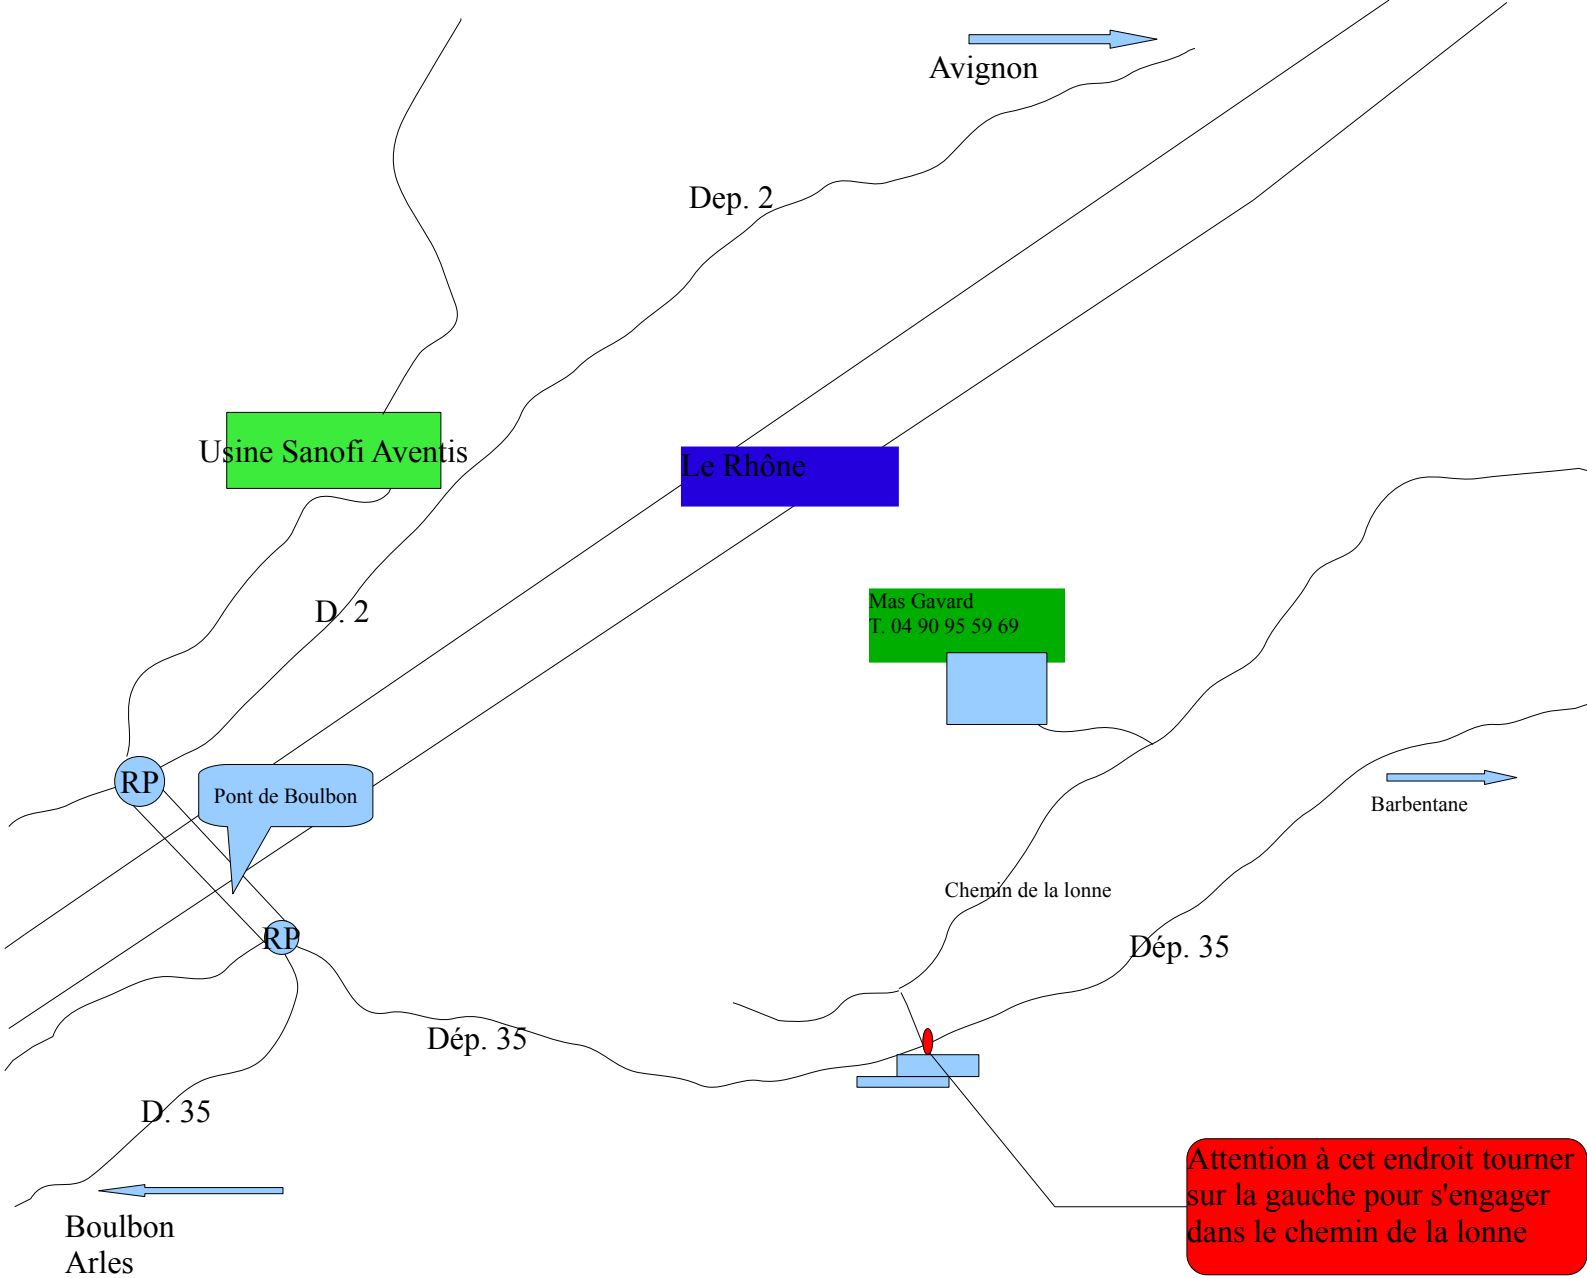 Avignon
Dep. 2
Usine Sanofi Aventis
Le Rhône
D. 2
Mas Gavard
T. 04 90 95 59 69
RP
Pont de Boulbon
Barbentane
Chemin de la lonne
RP
Dép. 35
Dép. 35
D. 35
Attention à cet endroit tourner
sur la gauche pour s'engager
dans le chemin de la lonne
Boulbon
Arles